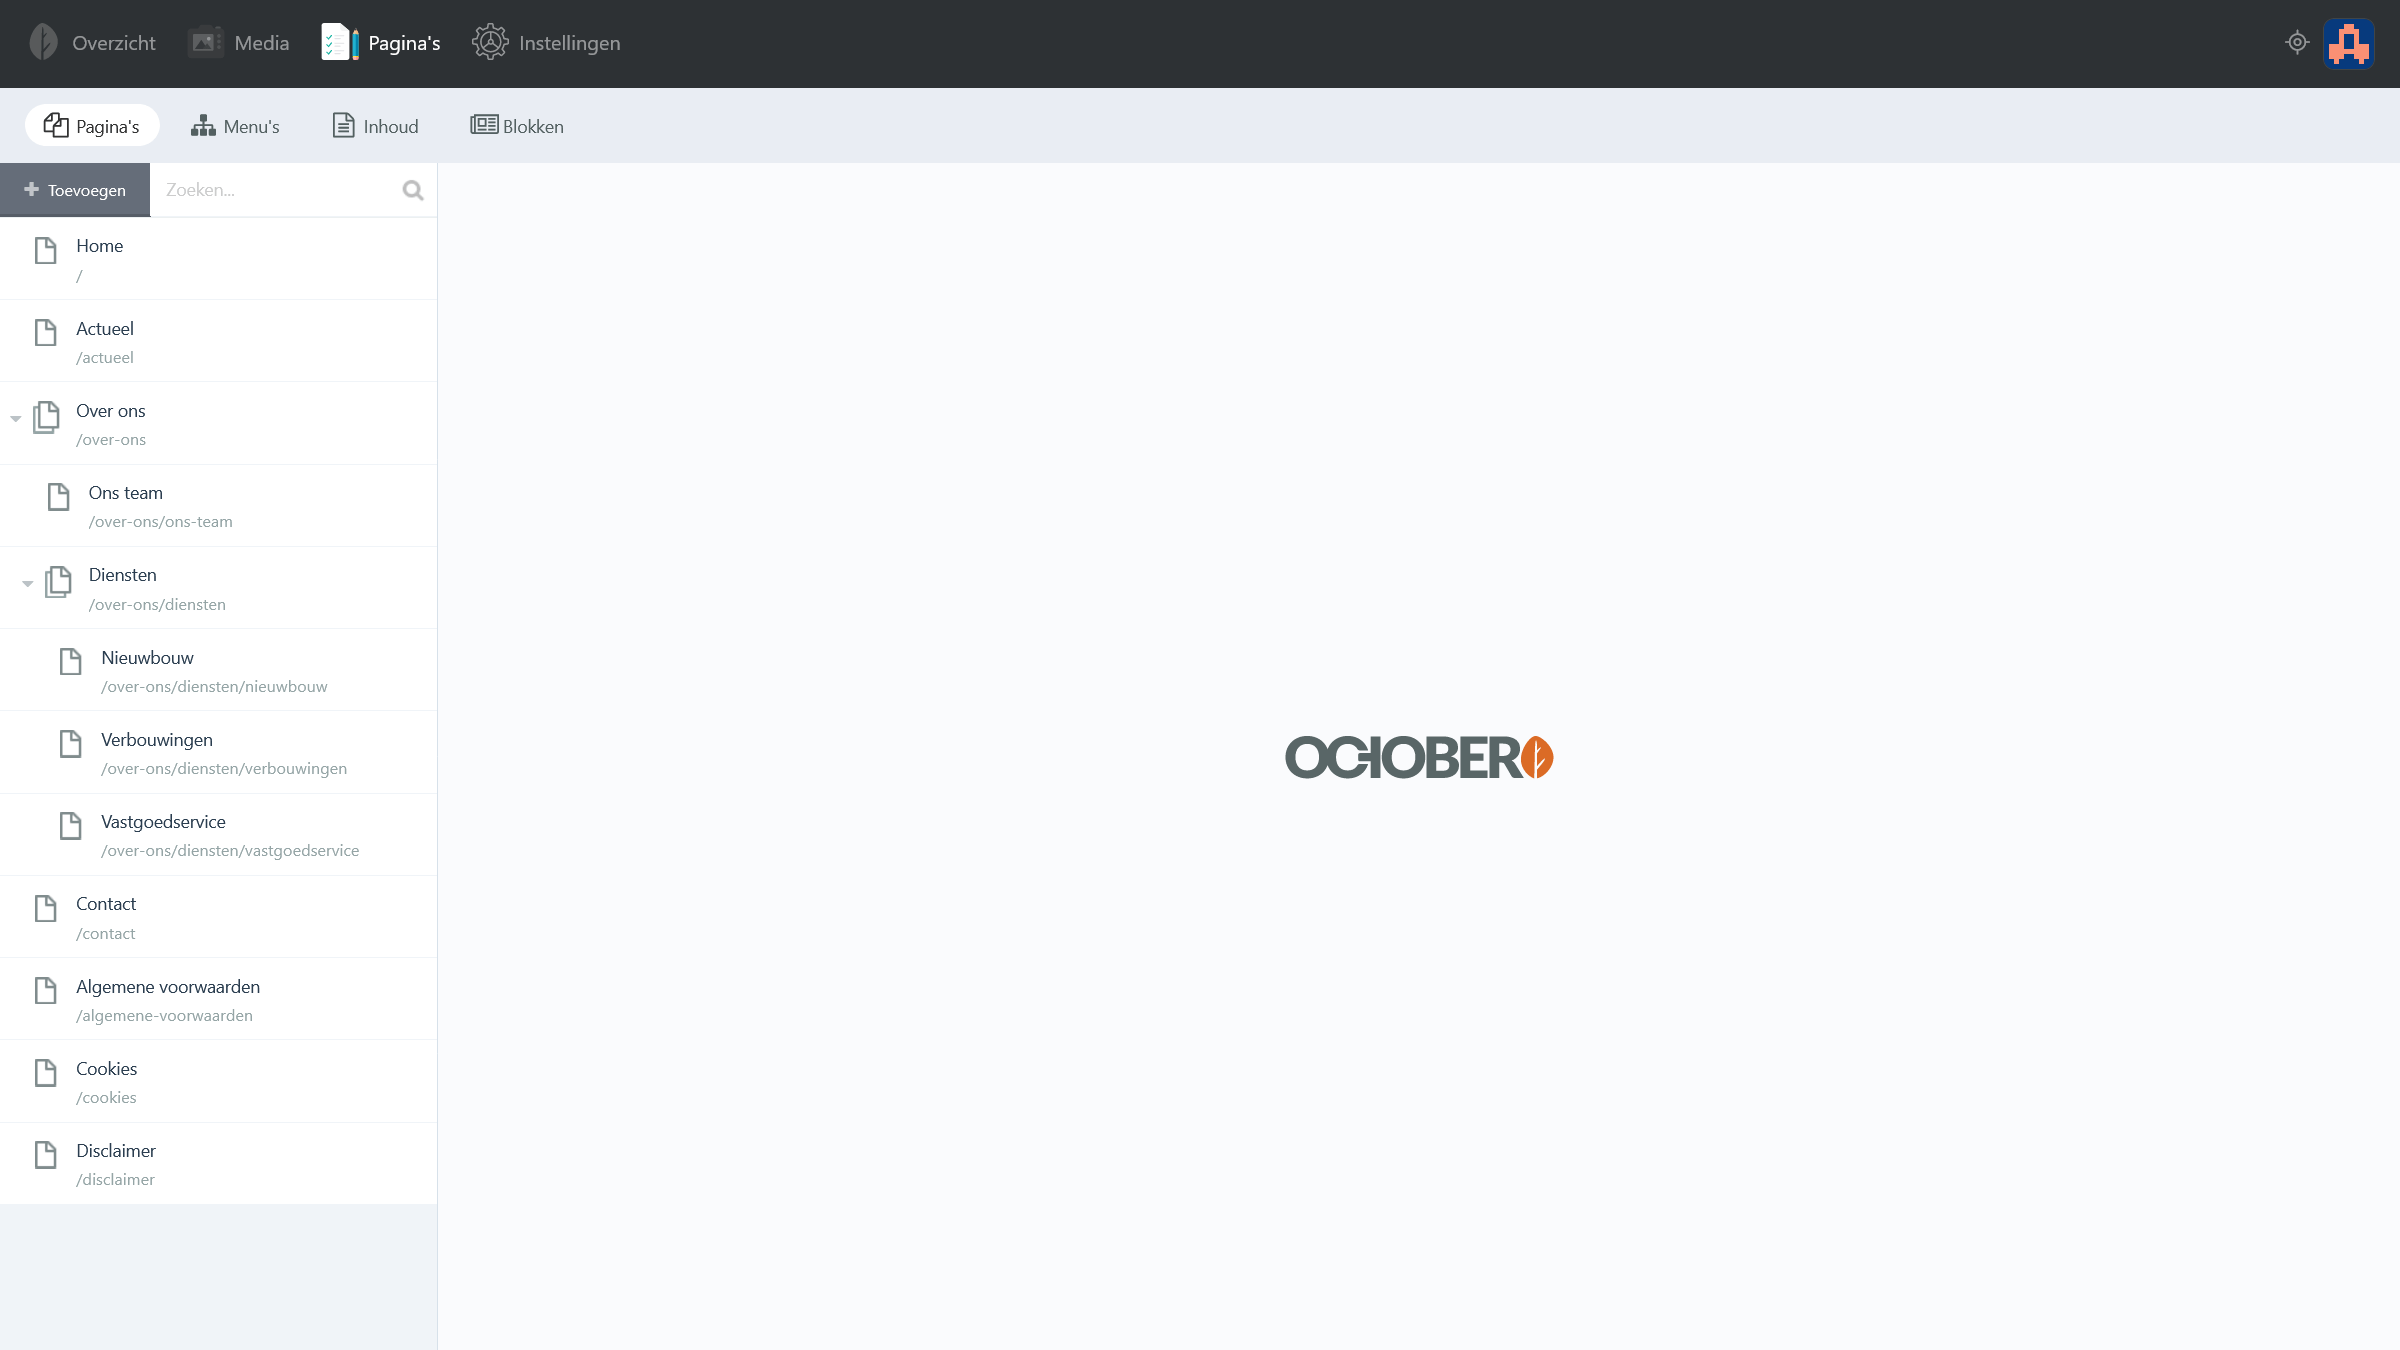 Overzicht
Media
Pagina's
Instellingen
Pagina's
Menu's
Inhoud
Blokken
Toevoegen
Zoeken...
Home
/
Actueel
/actueel
Over ons
/over-ons
Ons team
/over-ons/ons-team
Diensten
/over-ons/diensten
Nieuwbouw
/over-ons/diensten/nieuwbouw
Verbouwingen
/over-ons/diensten/verbouwingen
Vastgoedservice
/over-ons/diensten/vastgoedservice
Contact
/contact
Algemene voorwaarden
/algemene-voorwaarden
Cookies
/cookies
Disclaimer
/disclaimer
OCTOBER